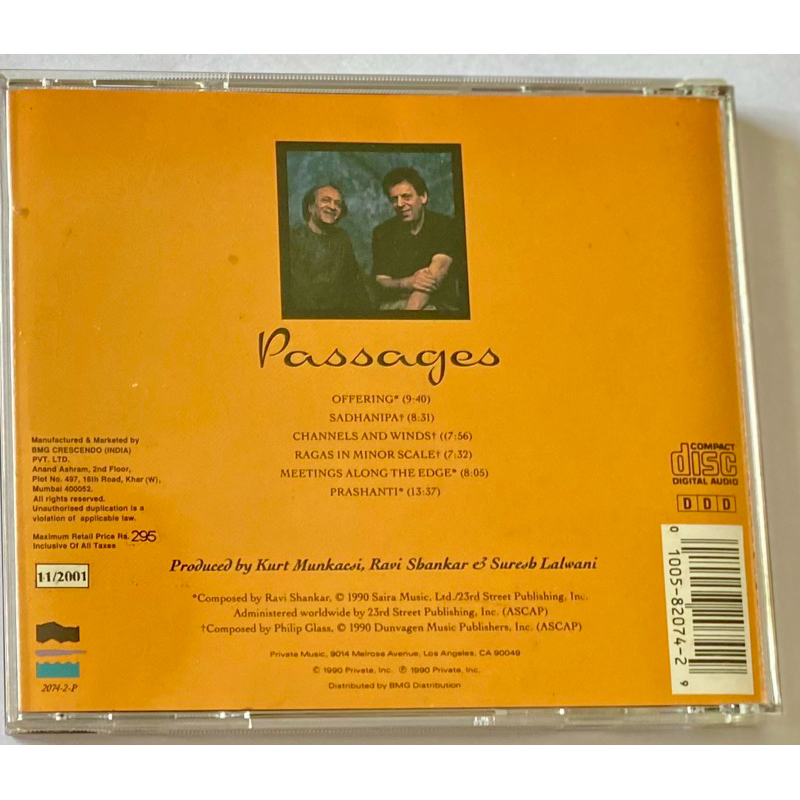 Passages
OFFERING* (9:40)
SADHANIPA† (8:31)
CHANNELS AND WINDS† ((7:56)
RAGAS IN MINOR SCALE† (7:32)
MEETINGS ALONG THE EDGE* (8:05)
PRASHANTI* (13:37)
Manufactured & Marketed by
BMG CRESCENDO (INDIA)
PVT. LTD.
Anand Ashram, 2nd Floor,
Plot No. 497, 16th Road, Khar (W),
Mumbai 400052.
All rights reserved.
Unauthorised duplication is a
violation of applicable law.
Maximum Retail Price Rs. 295
Inclusive Of All Taxes
11/2001
2074-2-P
COMPACT
disc
DIGITAL AUDIO
D D D
0 1005-82074-2 9
Produced by Kurt Munkacsi, Ravi Shankar & Suresh Lalwani
*Composed by Ravi Shankar, © 1990 Saira Music, Ltd./23rd Street Publishing, Inc.
Administered worldwide by 23rd Street Publishing, Inc. (ASCAP)
†Composed by Philip Glass, © 1990 Dunvagen Music Publishers, Inc. (ASCAP)
Private Music, 9014 Melrose Avenue, Los Angeles, CA 90049
© 1990 Private, Inc. ℗ 1990 Private, Inc.
Distributed by BMG Distribution